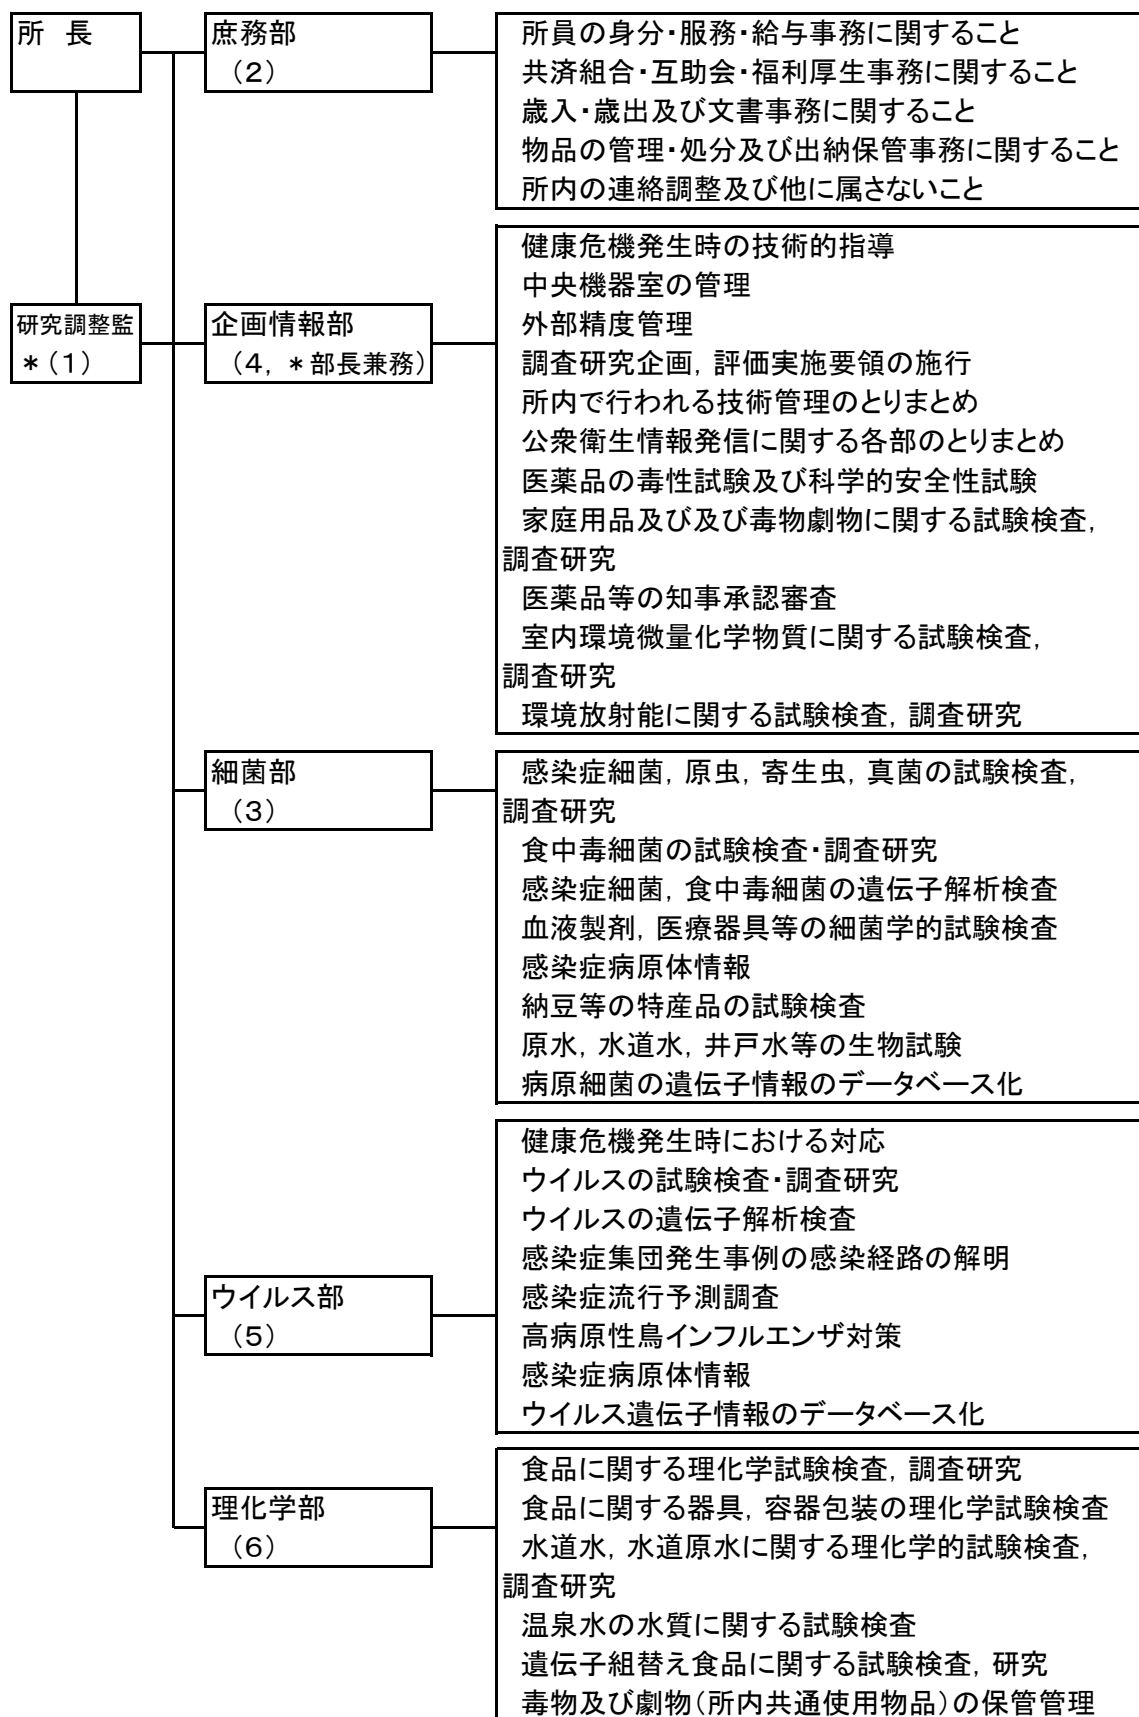 所　長
研究調整監
＊（１）
庶務部
（２）
所員の身分・服務・給与事務に関すること
共済組合・互助会・福利厚生事務に関すること
歳入・歳出及び文書事務に関すること
物品の管理・処分及び出納保管事務に関すること
所内の連絡調整及び他に属さないこと
企画情報部
（４，＊部長兼務）
健康危機発生時の技術的指導
中央機器室の管理
外部精度管理
調査研究企画，評価実施要領の施行
所内で行われる技術管理のとりまとめ
公衆衛生情報発信に関する各部のとりまとめ
医薬品の毒性試験及び科学的安全性試験
家庭用品及び及び毒物劇物に関する試験検査，
調査研究
医薬品等の知事承認審査
室内環境微量化学物質に関する試験検査，
調査研究
環境放射能に関する試験検査，調査研究
細菌部
（３）
感染症細菌，原虫，寄生虫，真菌の試験検査，
調査研究
食中毒細菌の試験検査・調査研究
感染症細菌，食中毒細菌の遺伝子解析検査
血液製剤，医療器具等の細菌学的試験検査
感染症病原体情報
納豆等の特産品の試験検査
原水，水道水，井戸水等の生物試験
病原細菌の遺伝子情報のデータベース化
ウイルス部
（５）
健康危機発生時における対応
ウイルスの試験検査・調査研究
ウイルスの遺伝子解析検査
感染症集団発生事例の感染経路の解明
感染症流行予測調査
高病原性鳥インフルエンザ対策
感染症病原体情報
ウイルス遺伝子情報のデータベース化
理化学部
（６）
食品に関する理化学試験検査，調査研究
食品に関する器具，容器包装の理化学試験検査
水道水，水道原水に関する理化学的試験検査，
調査研究
温泉水の水質に関する試験検査
遺伝子組替え食品に関する試験検査，研究
毒物及び劇物（所内共通使用物品）の保管管理